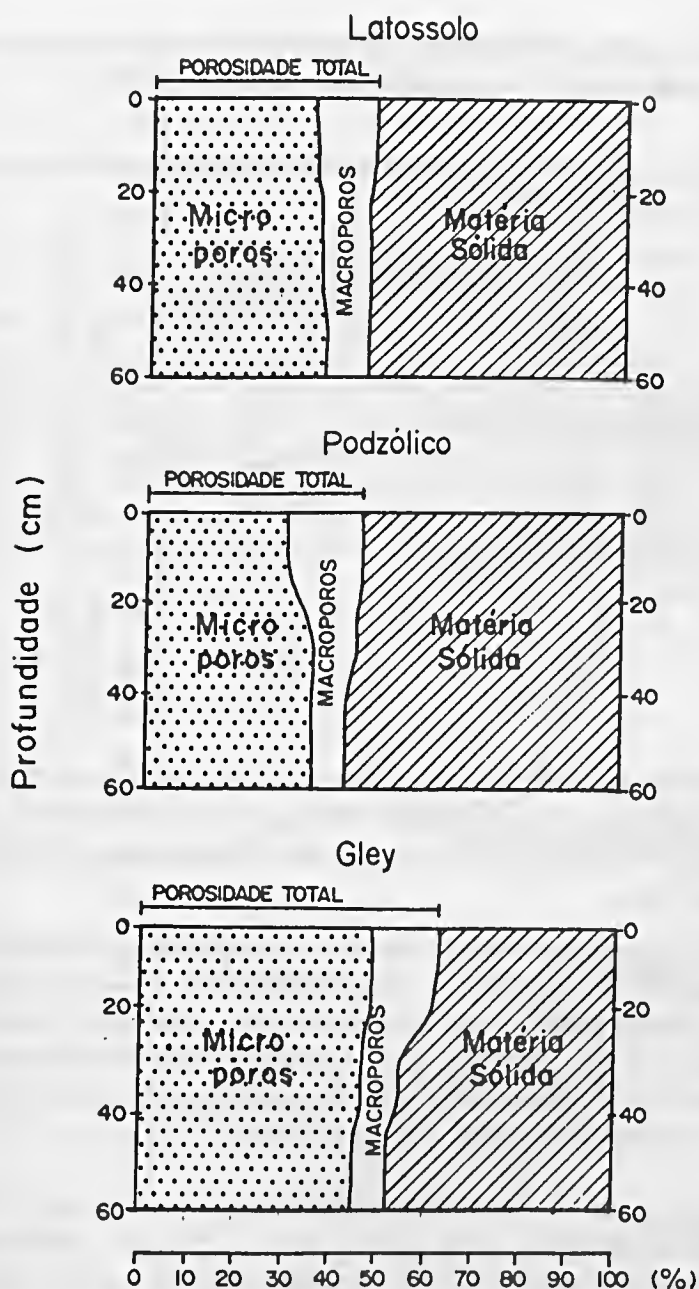 Latossolo
POROSIDADE TOTAL
0 0
20 20
40 40
60 60
Micro
poros
MACROPOROS
Matéria
Sólida
Podzólico
POROSIDADE TOTAL
0 0
20 20
40 40
60 60
Micro
poros
MACROPOROS
Matéria
Sólida
Profundidade (cm)
Gley
POROSIDADE TOTAL
0 0
20 20
40 40
60 60
Micro
poros
MACROPOROS
Matéria
Sólida
0 10 20 30 40 50 60 70 80 90 100 (%)